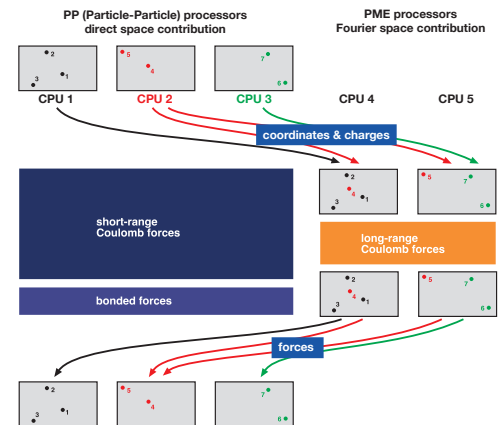 PP (Particle-Particle) processors
direct space contribution
PME processors
Fourier space contribution
2
1
3
5
4
7
6
CPU 1
CPU 2
CPU 3
CPU 4
CPU 5
coordinates & charges
2
4
1
3
5
7
6
short-range
Coulomb forces
long-range
Coulomb forces
bonded forces
2
4
1
3
5
7
6
forces
2
1
3
5
4
7
6